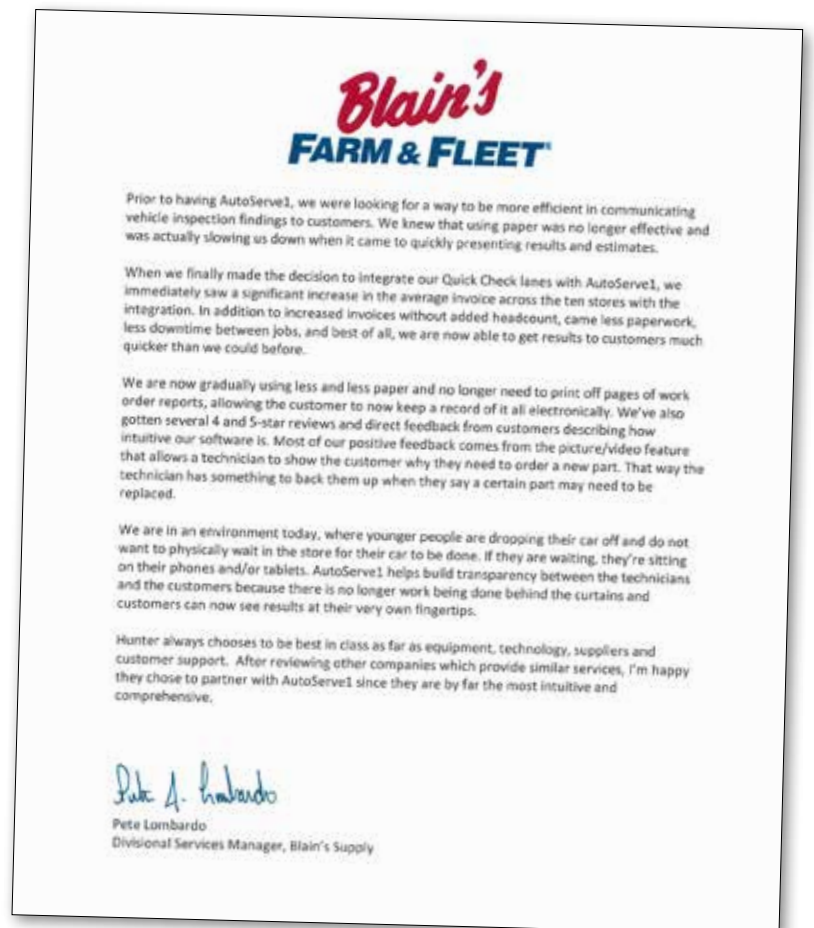 Blain's
FARM & FLEET®
Prior to having AutoServe1, we were looking for a way to be more efficient in communicating
vehicle inspection findings to customers. We knew that using paper was no longer effective and
was actually slowing us down when it came to quickly presenting results and estimates.
When we finally made the decision to integrate our Quick Check lanes with AutoServe1, we
immediately saw a significant increase in the average invoice across the ten stores with the
integration. In addition to increased invoices without added headcount, came less paperwork,
less downtime between jobs, and best of all, we are now able to get results to customers much
quicker than we could before.
We are now gradually using less and less paper and no longer need to print off pages of work
order reports, allowing the customer to now keep a record of it all electronically. We've also
gotten several 4 and 5-star reviews and direct feedback from customers describing how
intuitive our software is. Most of our positive feedback comes from the picture/video feature
that allows a technician to show the customer why they need to order a new part. That way the
technician has something to back them up when they say a certain part may need to be
replaced.
We are in an environment today, where younger people are dropping their car off and do not
want to physically wait in the store for their car to be done. If they are waiting, they're sitting
on their phones and/or tablets. AutoServe1 helps build transparency between the technicians
and the customers because there is no longer work being done behind the curtains and
customers can now see results at their very own fingertips.
Hunter always chooses to be best in class as far as equipment, technology, suppliers and
customer support. After reviewing other companies which provide similar services, I'm happy
they chose to partner with AutoServe1 since they are by far the most intuitive and
comprehensive.
Pete A. Lombardo
Pete Lombardo
Divisional Services Manager, Blain's Supply